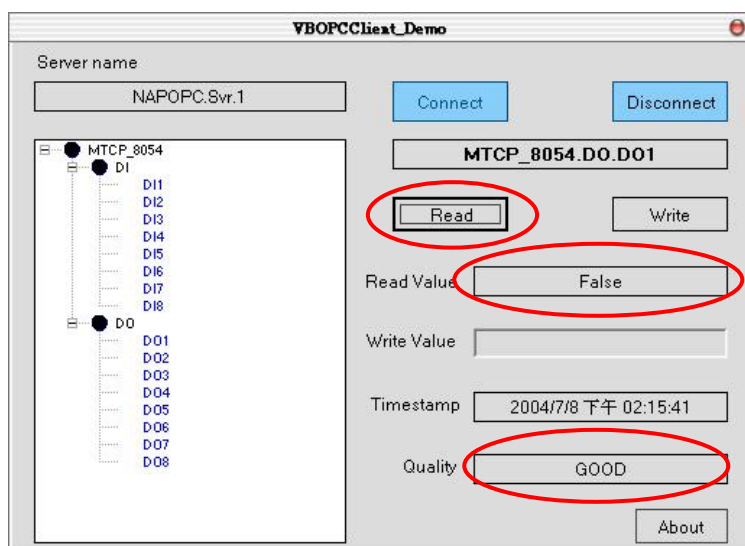 VBOPCClient_Demo
Server name
NAPOPC.Svr.1
MTCP_8054
DI
DI1
DI2
DI3
DI4
DI5
DI6
DI7
DI8
DO
DO1
DO2
DO3
DO4
DO5
DO6
DO7
DO8
Connect Disconnect
MTCP_8054.DO.DO1
Read Write
Read Value False
Write Value
Timestamp 2004/7/8 下午 02:15:41
Quality GOOD
About